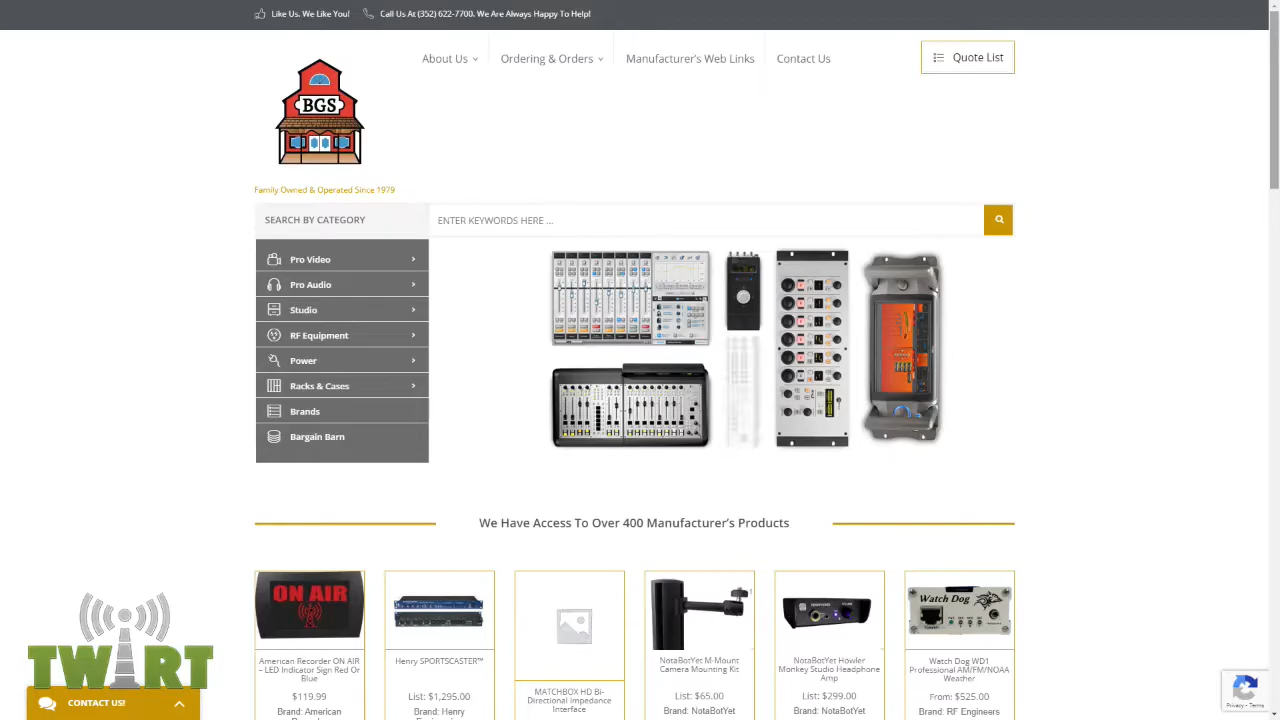 Like Us. We Like You!
Call Us At (352) 622-7700. We Are Always Happy To Help!
About Us
Ordering & Orders
Manufacturer's Web Links
Contact Us
Quote List
BGS
Family Owned & Operated Since 1979
SEARCH BY CATEGORY
ENTER KEYWORDS HERE ...
Pro Video
Pro Audio
Studio
RF Equipment
Power
Racks & Cases
Brands
Bargain Barn
We Have Access To Over 400 Manufacturer's Products
ON AIR
American Recorder ON AIR
– LED Indicator Sign Red Or
Blue
$119.99
Brand: American
Henry SPORTSCASTER™
List: $1,295.00
Brand: Henry
MATCHBOX HD Bi-
Directional Impedance
Interface
NotaBotYet M-Mount
Camera Mounting Kit
List: $65.00
Brand: NotaBotYet
NotaBotYet Howler
Monkey Studio Headphone
Amp
List: $299.00
Brand: NotaBotYet
Watch Dog
Watch Dog WD1
Professional AM/FM/NOAA
Weather
From: $525.00
Brand: RF Engineers
TWIRT
CONTACT US!
Privacy - Terms